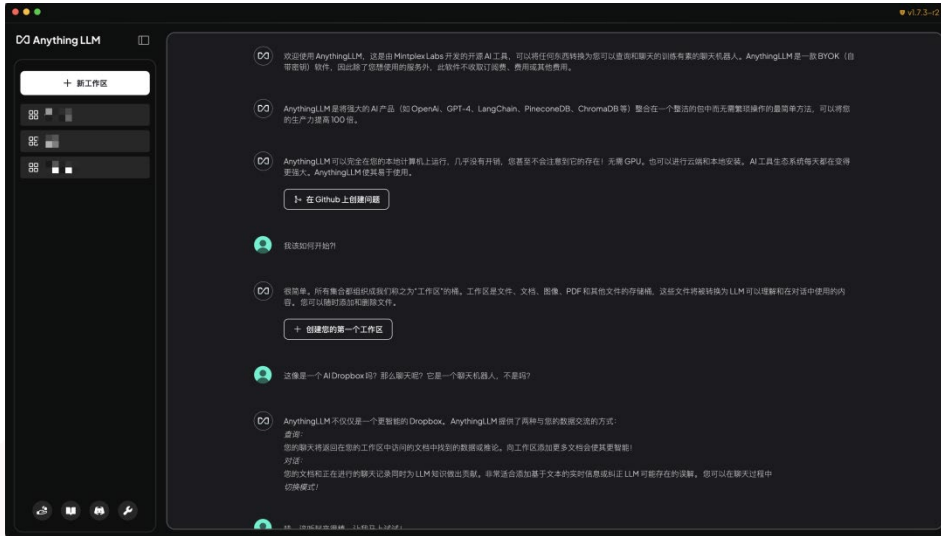 v1.7.3-r2
Anything LLM
+ 新工作区
欢迎使用 AnythingLLM，这是由 Mintplex Labs 开发的开源 AI 工具，可以将任何东西转换为您可以查询和聊天的训练有素的聊天机器人。AnythingLLM 是一款 BYOK（自
带密钥）软件，因此除了您想使用的服务外，此软件不收取订阅费、费用或其他费用。
AnythingLLM 是将强大的 AI 产品（如 OpenAi、GPT-4、LangChain、PineconeDB、ChromaDB 等）整合在一个整洁的包中而无需繁琐操作的最简单方法，可以将您
的生产力提高 100 倍。
AnythingLLM 可以完全在您的本地计算机上运行，几乎没有开销，您甚至不会注意到它的存在！无需 GPU。也可以进行云端和本地安装。AI 工具生态系统每天都在变得
更强大。AnythingLLM 使其易于使用。
在 Github 上创建问题
我该如何开始?!
很简单。所有集合都组织成我们称之为“工作区”的桶。工作区是文件、文档、图像、PDF 和其他文件的存储桶，这些文件将被转换为 LLM 可以理解和在对话中使用的内
容。您可以随时添加和删除文件。
+ 创建您的第一个工作区
这像是一个 AI Dropbox 吗？那么聊天呢？它是一个聊天机器人，不是吗？
AnythingLLM 不仅仅是一个更智能的 Dropbox。AnythingLLM 提供了两种与您的数据交流的方式：
查询：
您的聊天将返回在您的工作区中访问的文档中找到的数据或推论。向工作区添加更多文档会使其更智能！
对话：
您的文档和正在进行的聊天记录同时为 LLM 知识做出贡献。非常适合添加基于文本的实时信息或纠正 LLM 可能存在的误解。您可以在聊天过程中
切换模式！